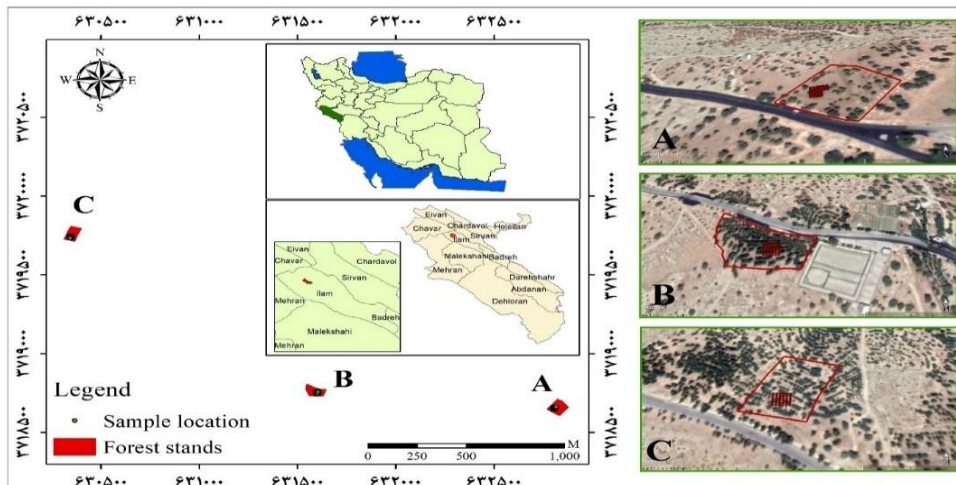 ۶۳۰۵۰۰ ۶۳۱۰۰۰ ۶۳۱۵۰۰ ۶۳۲۰۰۰ ۶۳۲۵۰۰
N
W E
S
۳۷۲۰۵۰۰ ۳۷۲۰۵۰۰
۳۷۲۰۰۰۰ ۳۷۲۰۰۰۰
۳۷۱۹۵۰۰ ۳۷۱۹۵۰۰
۳۷۱۹۰۰۰ ۳۷۱۹۰۰۰
۳۷۱۸۵۰۰ ۳۷۱۸۵۰۰
C
Eivan
Chardavol
Holeilan
Chavar
Sirvan
Ilam
Malekshahi
Badreh
Mehran
Darehshahr
Abdanan
Dehloran
Eivan
Chavar
Chardavol
Sirvan
Ilam
Mehran
Badreh
Malekshahi
Mehran
B
A
Legend
Sample location
Forest stands
M
0 250 500 1,000
۶۳۰۵۰۰ ۶۳۱۰۰۰ ۶۳۱۵۰۰ ۶۳۲۰۰۰ ۶۳۲۵۰۰
A
B
C